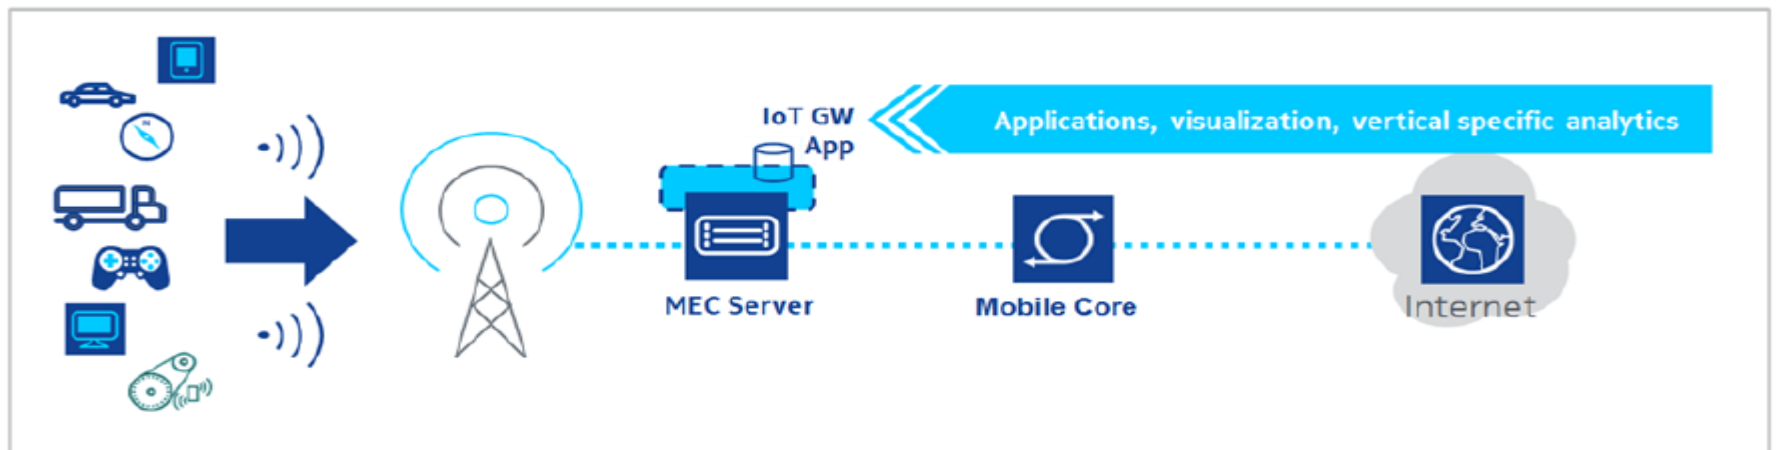 IoT GW
App
Applications, visualization, vertical specific analytics
N
MEC Server
Mobile Core
Internet